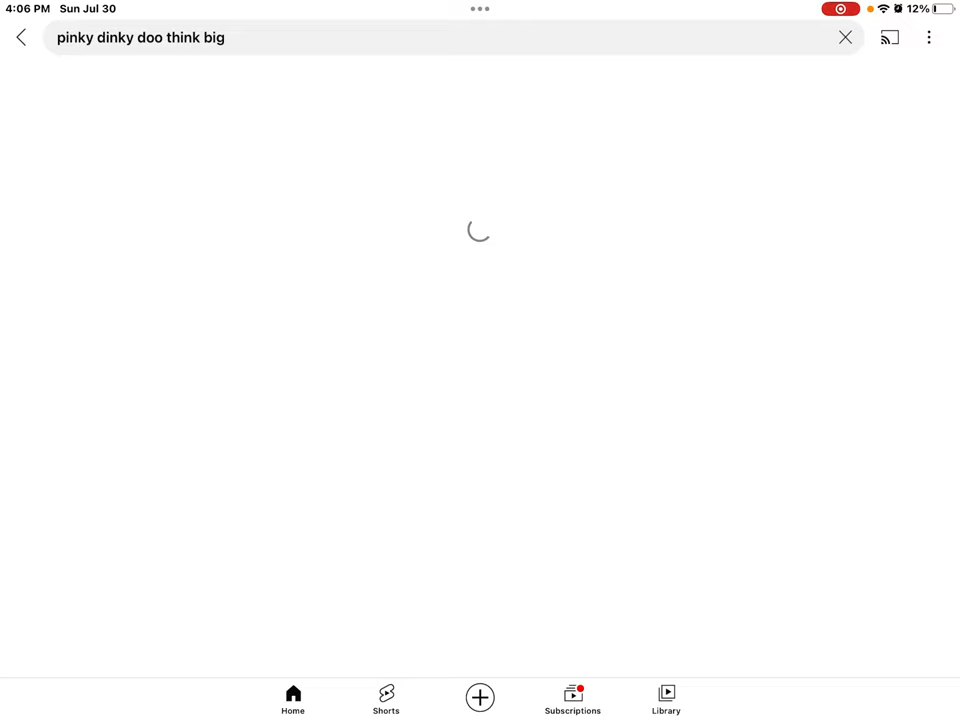 4:06 PM Sun Jul 30
12%
pinky dinky doo think big
Home
Shorts
Subscriptions
Library